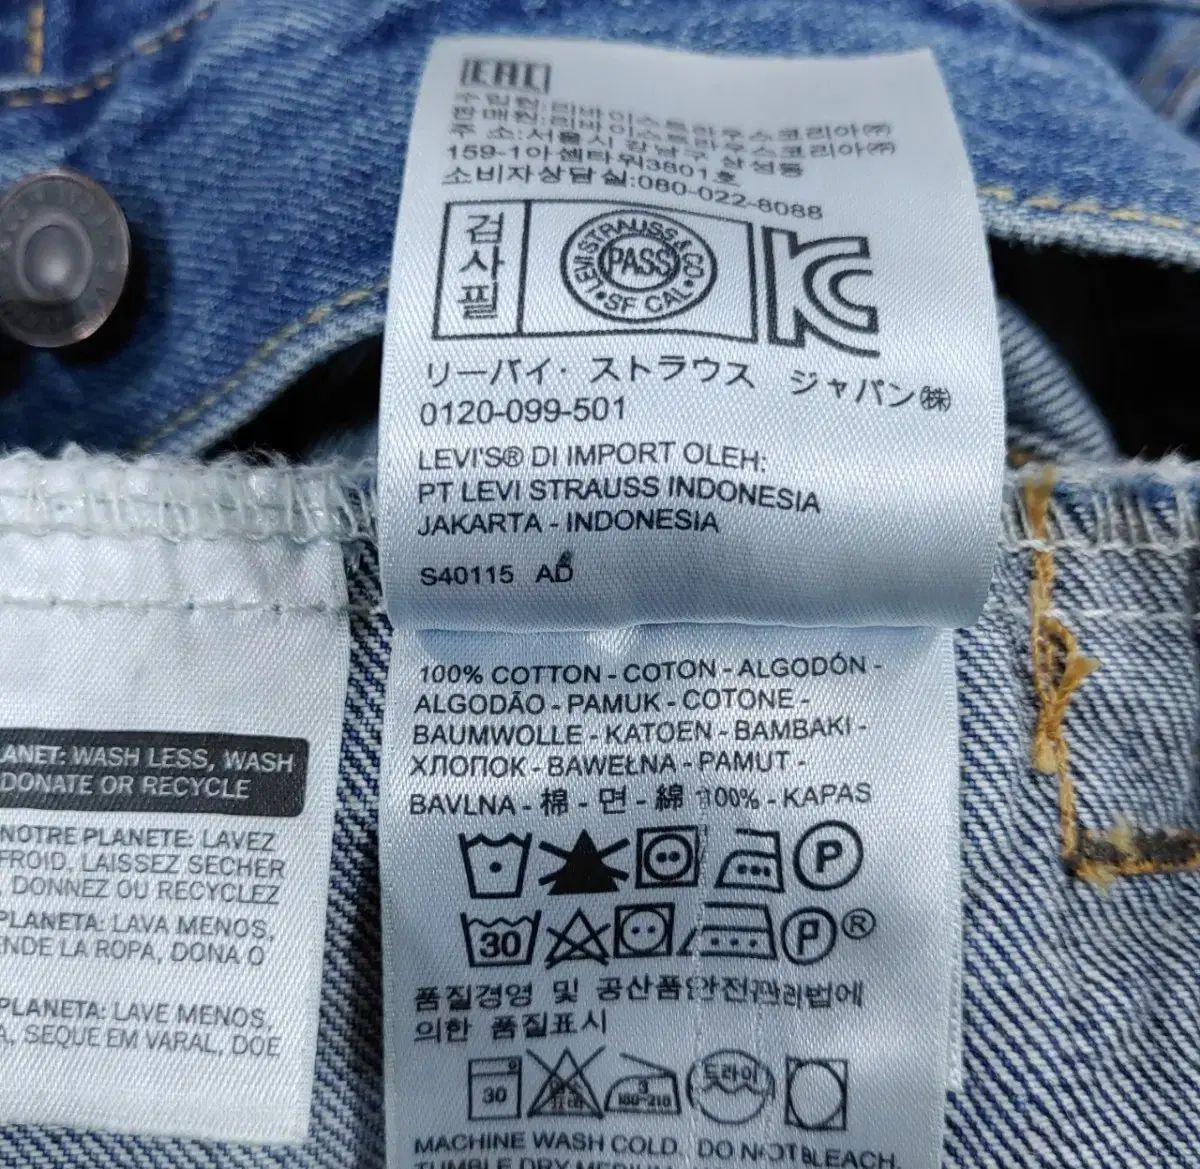 EAC
수입원:리바이스트라우스코리아㈜
판매원:리바이스트라우스코리아㈜
주 소:서울시 강남구 삼성동
159-1아셈타워3801호
소비자상담실:080-022-8088
검사필
LEVI STRAUSS & CO
PASS
SF CAL
リーバイ・ストラウス ジャパン㈱
0120-099-501
LEVI'S® DI IMPORT OLEH:
PT LEVI STRAUSS INDONESIA
JAKARTA - INDONESIA
S40115 AD
100% COTTON - COTON - ALGODÓN -
ALGODÃO - PAMUK - COTONE -
BAUMWOLLE - KATOEN - BAMBAKI -
ХЛОПОК - BAWEŁNA - PAMUT -
BAVLNA - 棉 - 면 - 綿 100% - KAPAS
P
30 P ®
품질경영 및 공산품안전관리법에
의한 품질표시
30 3 180~210 드라이
MACHINE WASH COLD. DO NOT BLEACH.
TUMBLE DRY MEDIUM
ANET: WASH LESS, WASH
DONATE OR RECYCLE
NOTRE PLANETE: LAVEZ
FROID, LAISSEZ SECHER
, DONNEZ OU RECYCLEZ
PLANETA: LAVA MENOS,
ENDE LA ROPA, DONA O
PLANETA: LAVE MENOS,
A, SEQUE EM VARAL, DOE